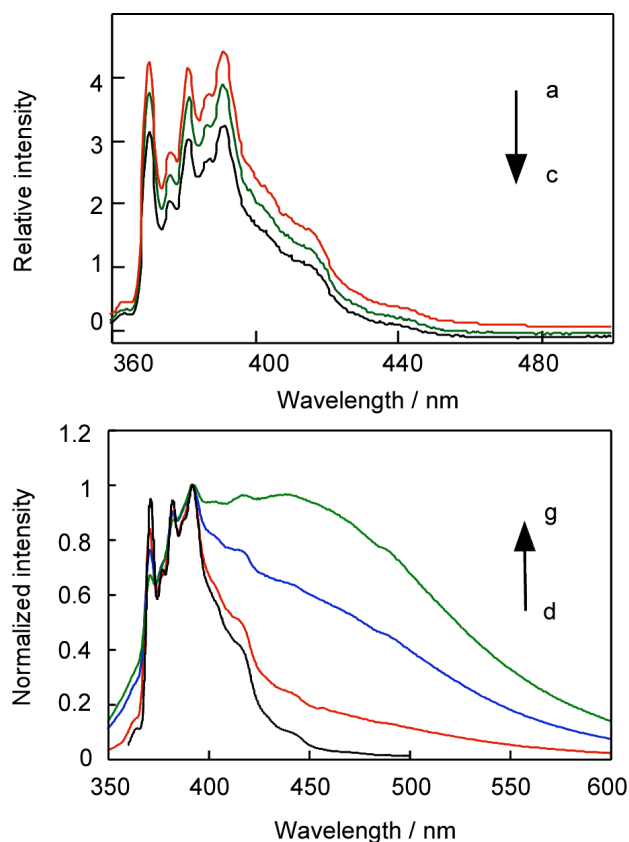 4
3
2
1
0
Relative intensity
a
c
360
400
440
480
Wavelength / nm
1.2
1
0.8
0.6
0.4
0.2
0
Normalized intensity
g
d
350
400
450
500
550
600
Wavelength / nm